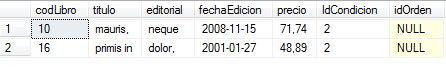 codLibro titulo editorial fechaEdicion precio IdCondicion idOrden
1 10 mauris, neque 2008-11-15 71,74 2 NULL
2 16 primis in dolor, 2001-01-27 48,89 2 NULL